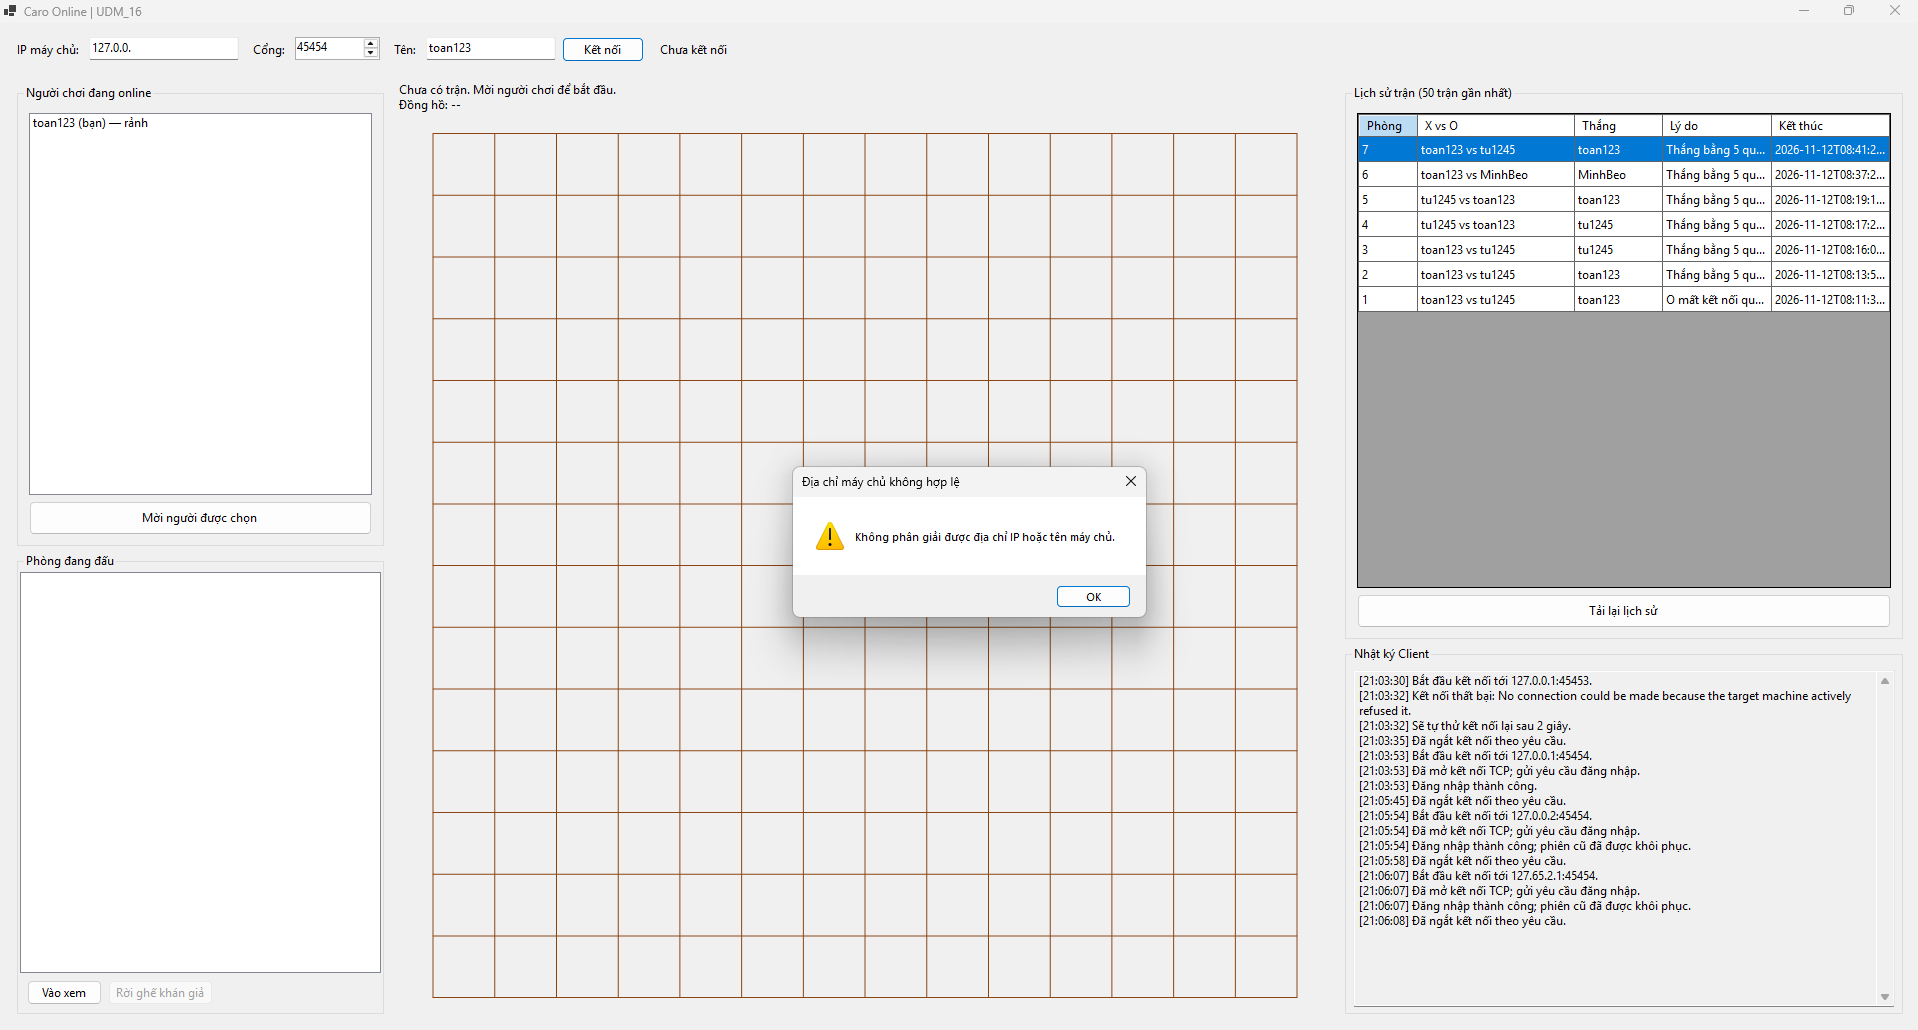 Caro Online | UDM_16
IP máy chủ: 127.0.0. Cổng: 45454 Tên: toan123 Kết nối Chưa kết nối
Người chơi đang online
toan123 (bạn) — rảnh
Mời người được chọn
Phòng đang đấu
Vào xem Rời ghế khán giả
Chưa có trận. Mời người chơi để bắt đầu.
Đồng hồ: --
Địa chỉ máy chủ không hợp lệ
Không phân giải được địa chỉ IP hoặc tên máy chủ.
OK
Lịch sử trận (50 trận gần nhất)
Phòng X vs O Thắng Lý do Kết thúc
7 toan123 vs tu1245 toan123 Thắng bằng 5 qu... 2026-11-12T08:41:2...
6 toan123 vs MinhBeo MinhBeo Thắng bằng 5 qu... 2026-11-12T08:37:2...
5 tu1245 vs toan123 toan123 Thắng bằng 5 qu... 2026-11-12T08:19:1...
4 tu1245 vs toan123 tu1245 Thắng bằng 5 qu... 2026-11-12T08:17:2...
3 toan123 vs tu1245 tu1245 Thắng bằng 5 qu... 2026-11-12T08:16:0...
2 toan123 vs tu1245 toan123 Thắng bằng 5 qu... 2026-11-12T08:13:5...
1 toan123 vs tu1245 toan123 O mất kết nối qu... 2026-11-12T08:11:3...
Tải lại lịch sử
Nhật ký Client
[21:03:30] Bắt đầu kết nối tới 127.0.0.1:45453.
[21:03:32] Kết nối thất bại: No connection could be made because the target machine actively
refused it.
[21:03:32] Sẽ tự thử kết nối lại sau 2 giây.
[21:03:35] Đã ngắt kết nối theo yêu cầu.
[21:03:53] Bắt đầu kết nối tới 127.0.0.1:45454.
[21:03:53] Đã mở kết nối TCP; gửi yêu cầu đăng nhập.
[21:03:53] Đăng nhập thành công.
[21:05:45] Đã ngắt kết nối theo yêu cầu.
[21:05:54] Bắt đầu kết nối tới 127.0.0.2:45454.
[21:05:54] Đã mở kết nối TCP; gửi yêu cầu đăng nhập.
[21:05:54] Đăng nhập thành công; phiên cũ đã được khôi phục.
[21:05:58] Đã ngắt kết nối theo yêu cầu.
[21:06:07] Bắt đầu kết nối tới 127.65.2.1:45454.
[21:06:07] Đã mở kết nối TCP; gửi yêu cầu đăng nhập.
[21:06:07] Đăng nhập thành công; phiên cũ đã được khôi phục.
[21:06:08] Đã ngắt kết nối theo yêu cầu.